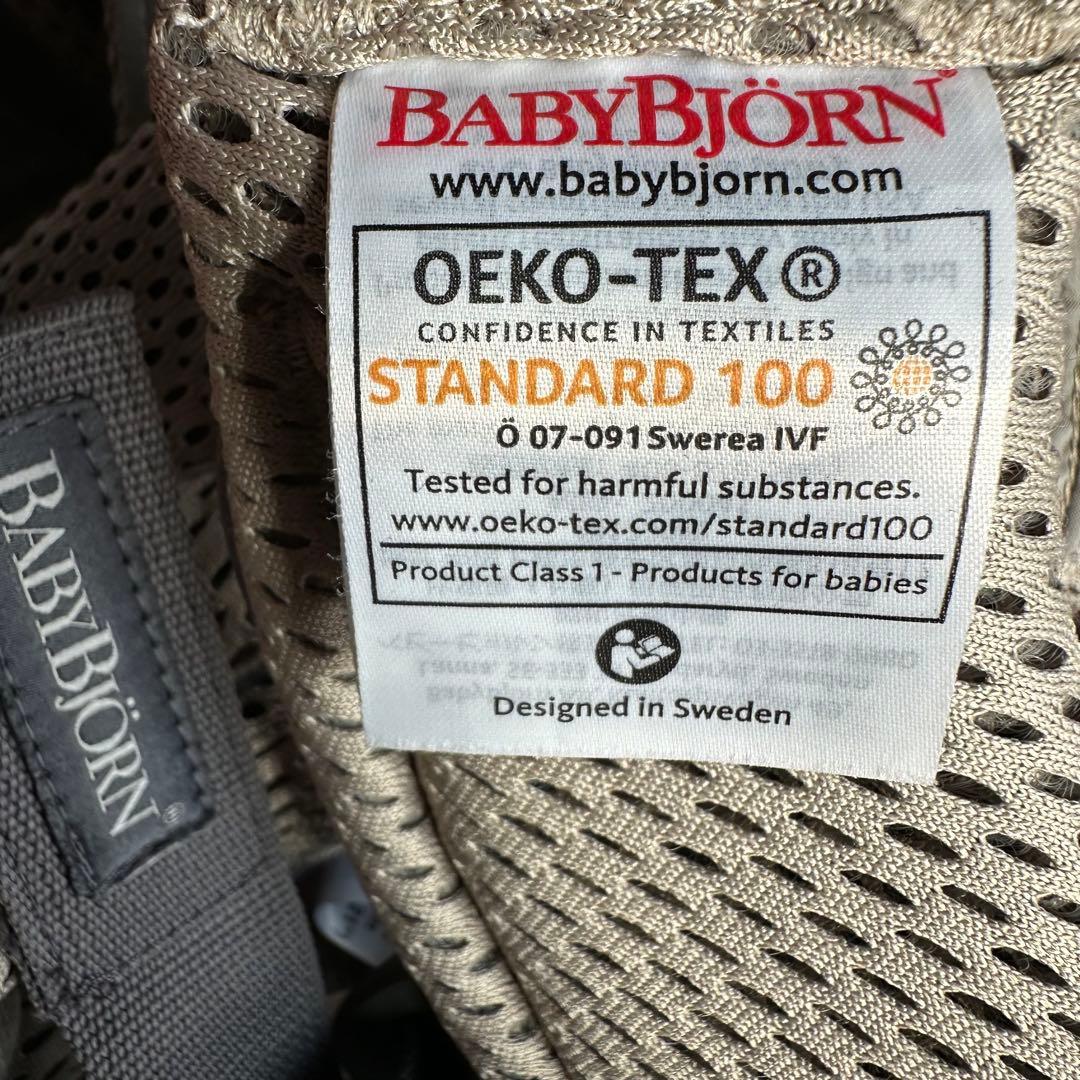 BABYBJÖRN®
www.babybjorn.com
OEKO-TEX®
CONFIDENCE IN TEXTILES
STANDARD 100
Ö 07-091 Swerea IVF
Tested for harmful substances.
www.oeko-tex.com/standard100
Product Class 1 - Products for babies
Designed in Sweden
BABYBJÖRN®